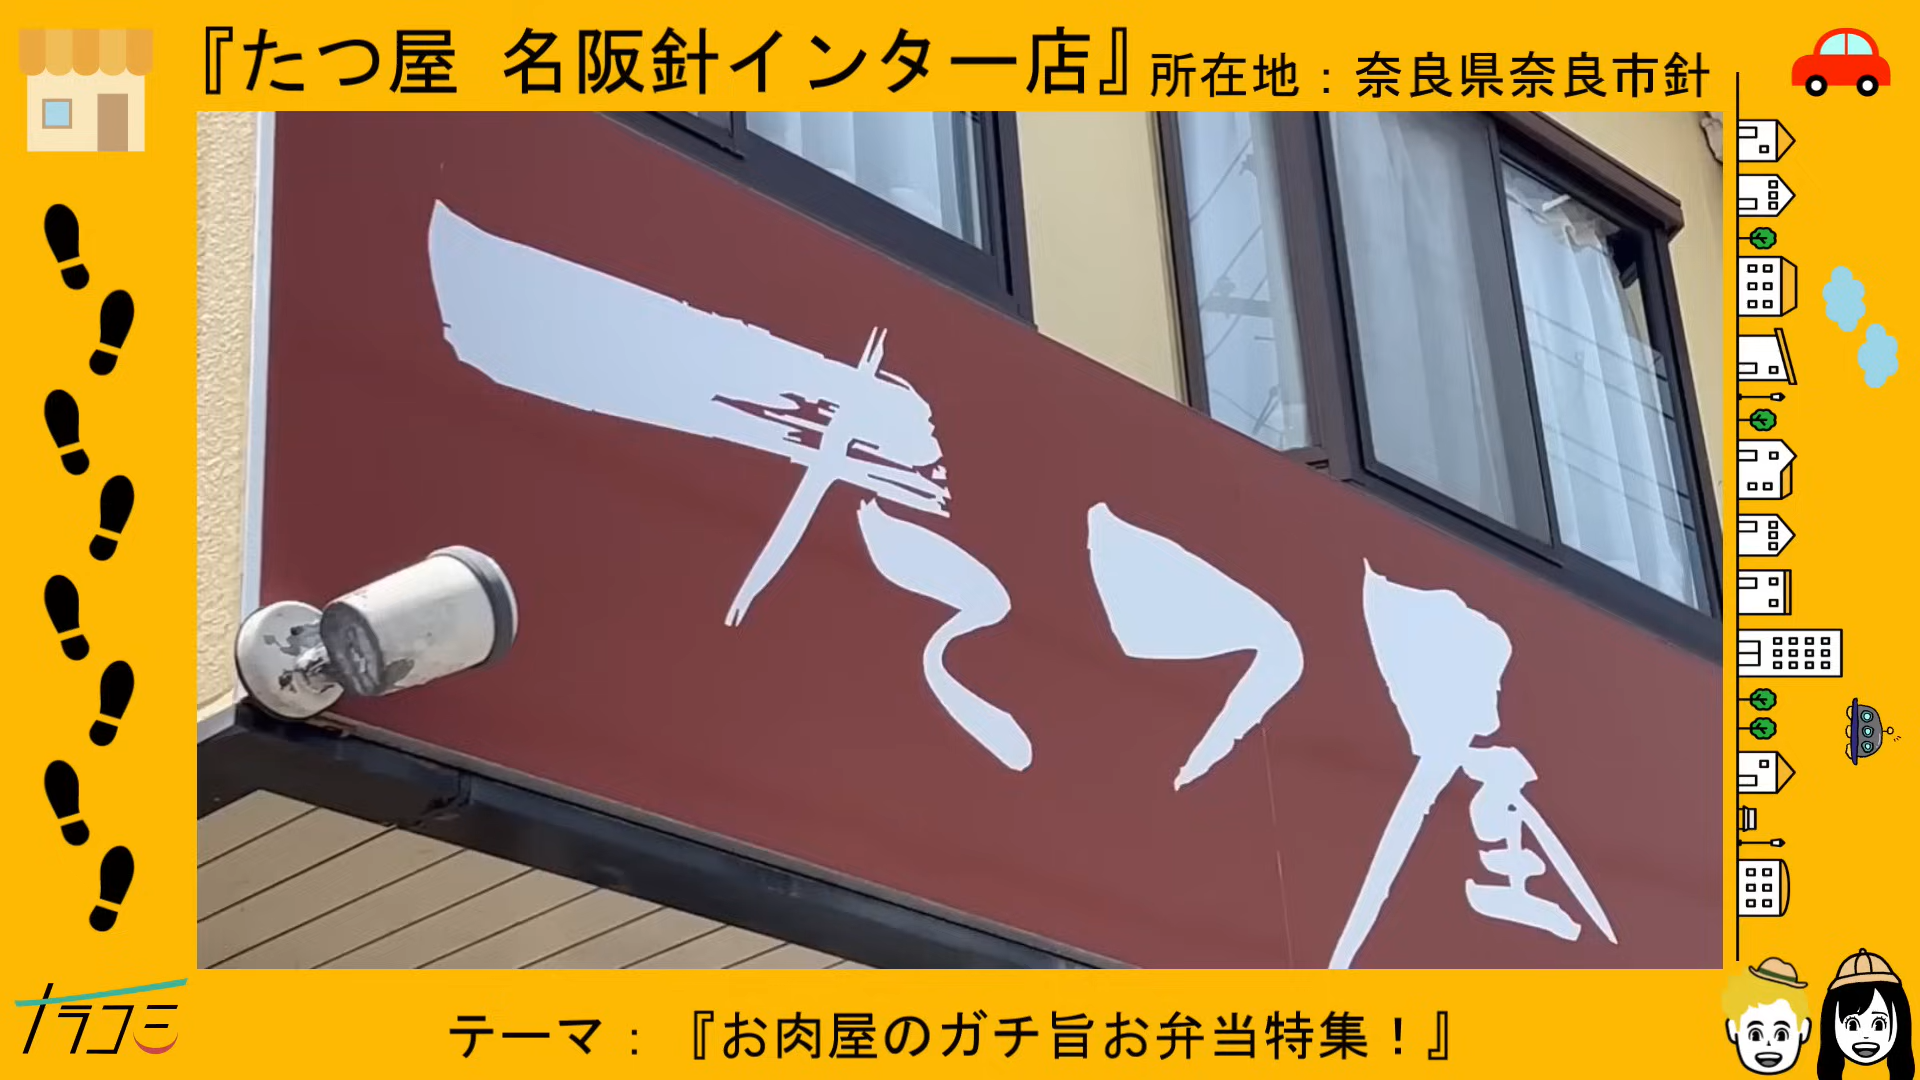 『たつ屋 名阪針インター店』所在地：奈良県奈良市針
たつ屋
ナラコミ
テーマ：『お肉屋のガチ旨お弁当特集！』